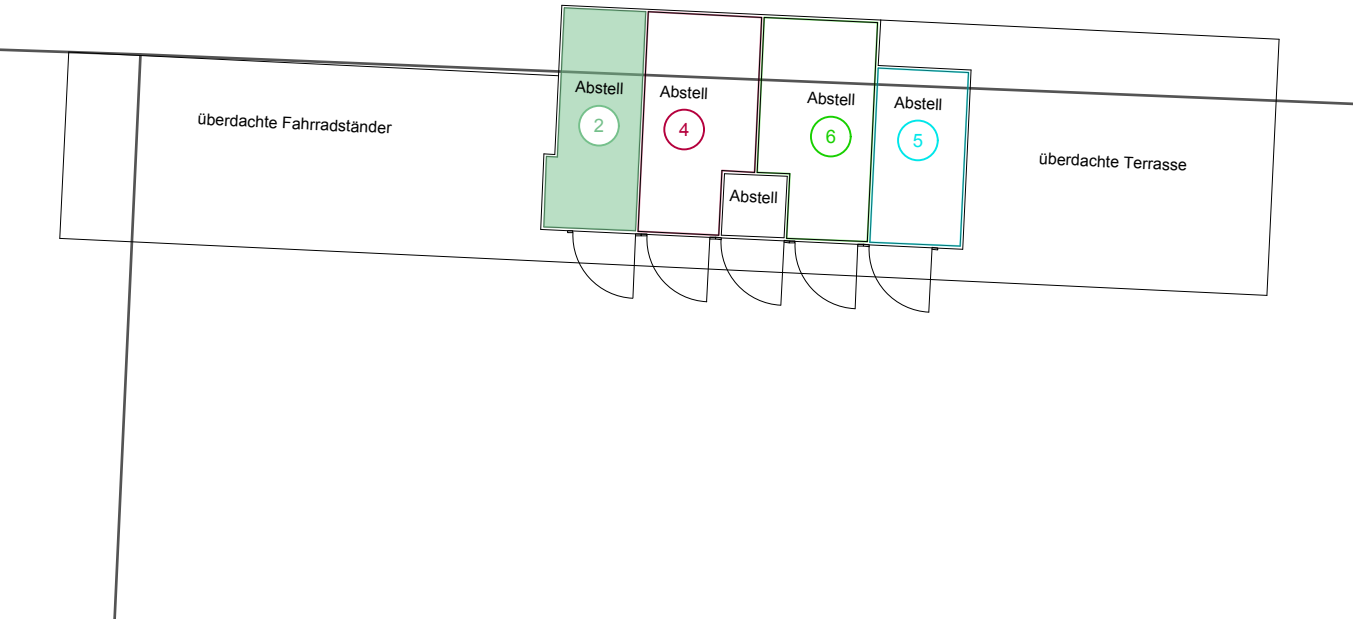 überdachte Fahrradständer
Abstell
2
Abstell
4
Abstell
Abstell
6
Abstell
5
überdachte Terrasse